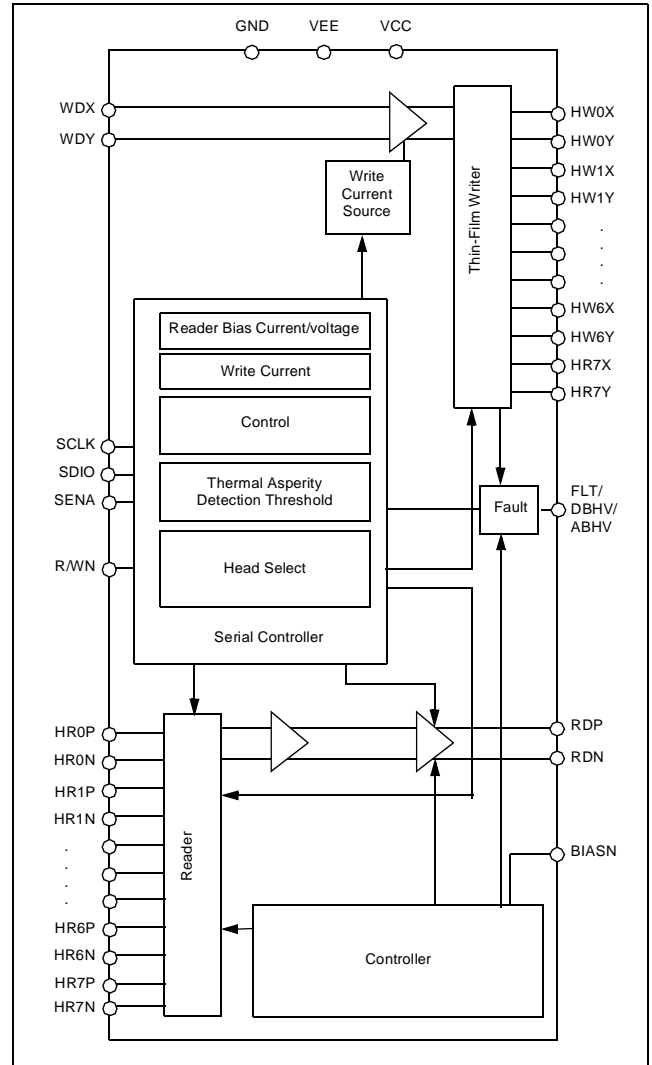 GND VEE VCC
WDX
WDY
HW0X
HW0Y
HW1X
HW1Y
.
.
.
.
HW6X
HW6Y
HR7X
HR7Y
Write
Current
Source
Thin-Film Writer
Reader Bias Current/voltage
Write Current
Control
Thermal Asperity
Detection Threshold
Head Select
Serial Controller
SCLK
SDIO
SENA
R/WN
Fault
FLT/
DBHV/
ABHV
HR0P
HR0N
HR1P
HR1N
.
.
.
.
HR6P
HR6N
HR7P
HR7N
Reader
RDP
RDN
BIASN
Controller